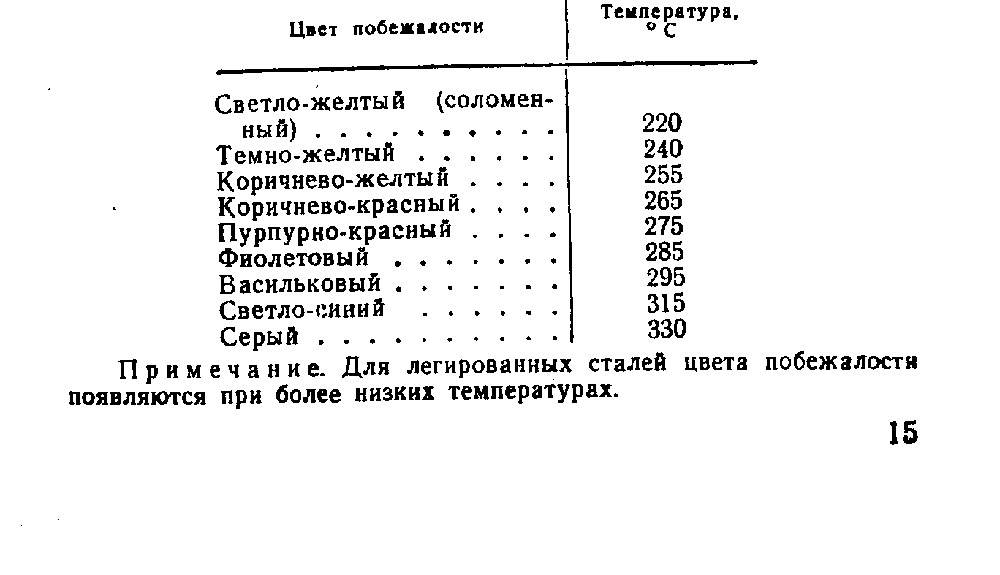 Цвет побежалости
Температура,
° С
Светло-желтый (соломен-
ный) . . . . . . . . . . 220
Темно-желтый . . . . . . 240
Коричнево-желтый . . . . 255
Коричнево-красный . . . . 265
Пурпурно-красный . . . . 275
Фиолетовый . . . . . . . 285
Васильковый . . . . . . . 295
Светло-синий . . . . . . 315
Серый . . . . . . . . . . 330
Примечание. Для легированных сталей цвета побежалости
появляются при более низких температурах.
15